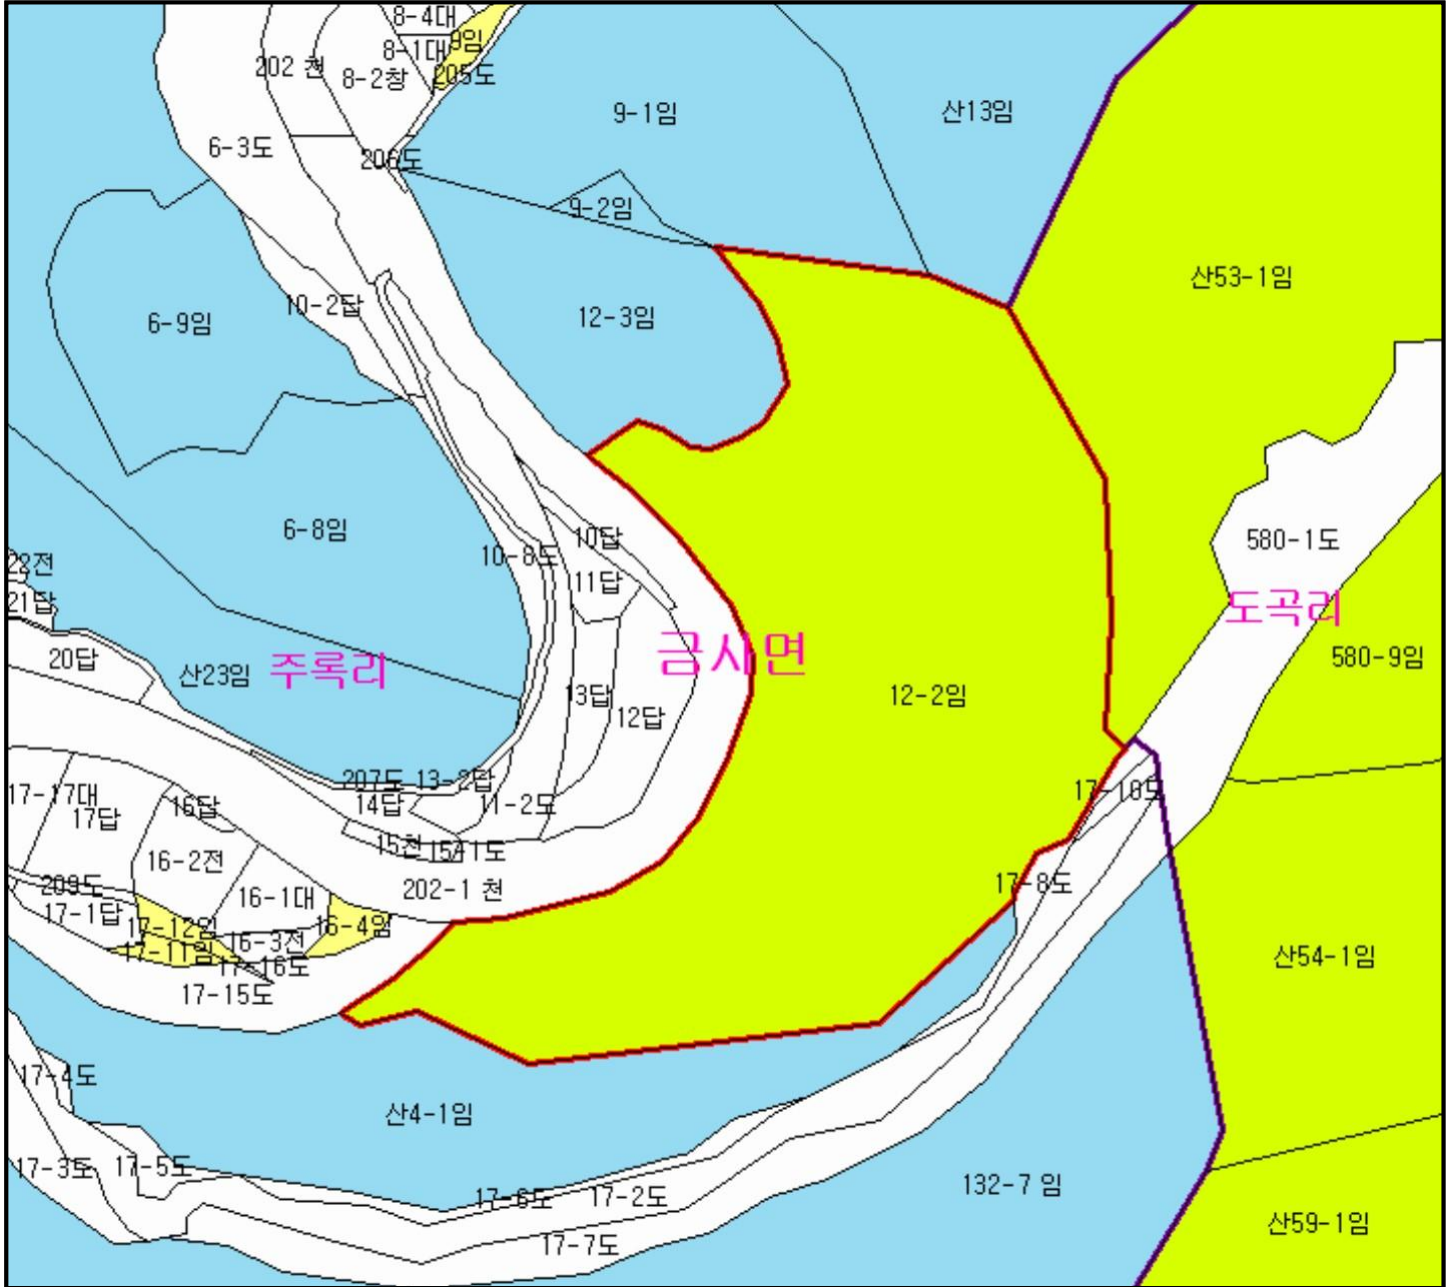 8-4대
8-1대
9임
202 천
8-2창
205도
9-1임
산13임
6-3도
206도
9-2임
산53-1임
10-2답
6-9임
12-3임
6-8임
10답
580-1도
10-8도
22전
11답
21답
도곡리
20답
산23임
주록리
금사면
580-9임
13답
12답
12-2임
207도
13-2답
17-10도
17-17대
17답
16답
14답
11-2도
15전
15-1도
16-2전
209도
16-1대
202-1 천
17-8도
17-1답
17-12임
16-4임
17-11임
16-3전
17-16도
산54-1임
17-15도
17-4도
산4-1임
17-3도
17-5도
17-6도
17-2도
132-7 임
산59-1임
17-7도